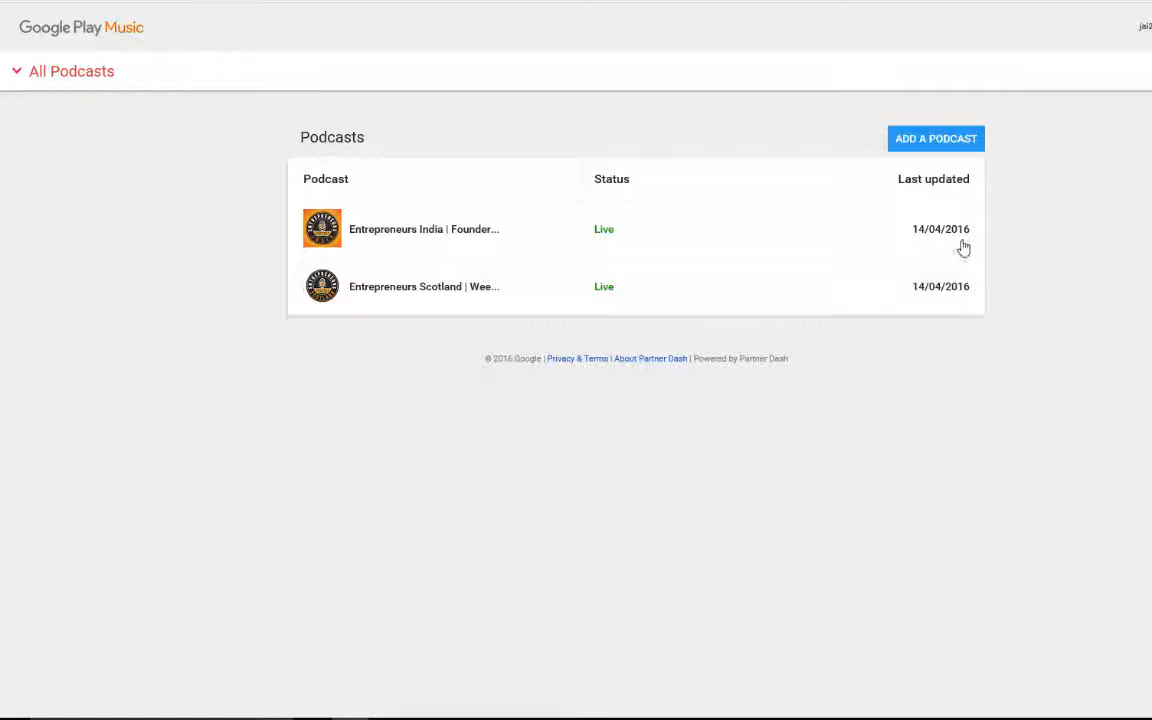 Google Play Music
jai2
All Podcasts
Podcasts
ADD A PODCAST
Podcast Status Last updated
Entrepreneurs India | Founder... Live 14/04/2016
Entrepreneurs Scotland | Wee... Live 14/04/2016
© 2016 Google | Privacy & Terms | About Partner Dash | Powered by Partner Dash